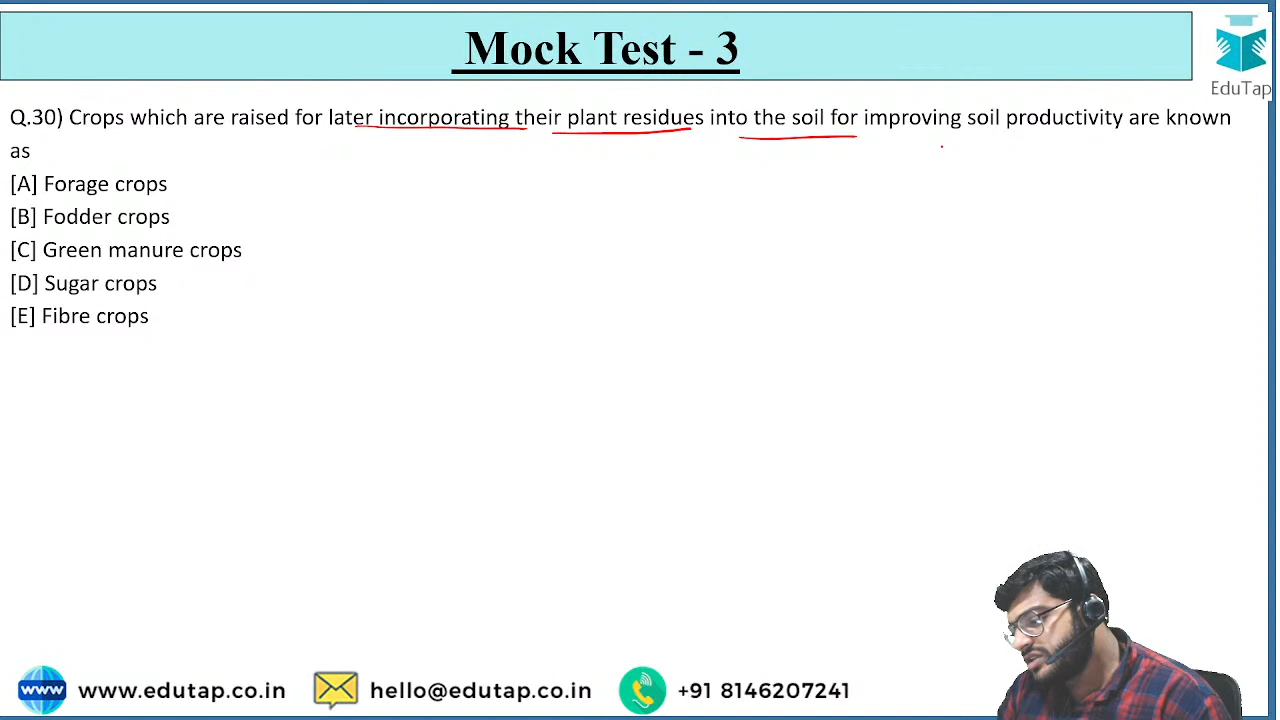 Mock Test - 3
EduTap
Q.30) Crops which are raised for later incorporating their plant residues into the soil for improving soil productivity are known
as
[A] Forage crops
[B] Fodder crops
[C] Green manure crops
[D] Sugar crops
[E] Fibre crops
www www.edutap.co.in hello@edutap.co.in +91 8146207241